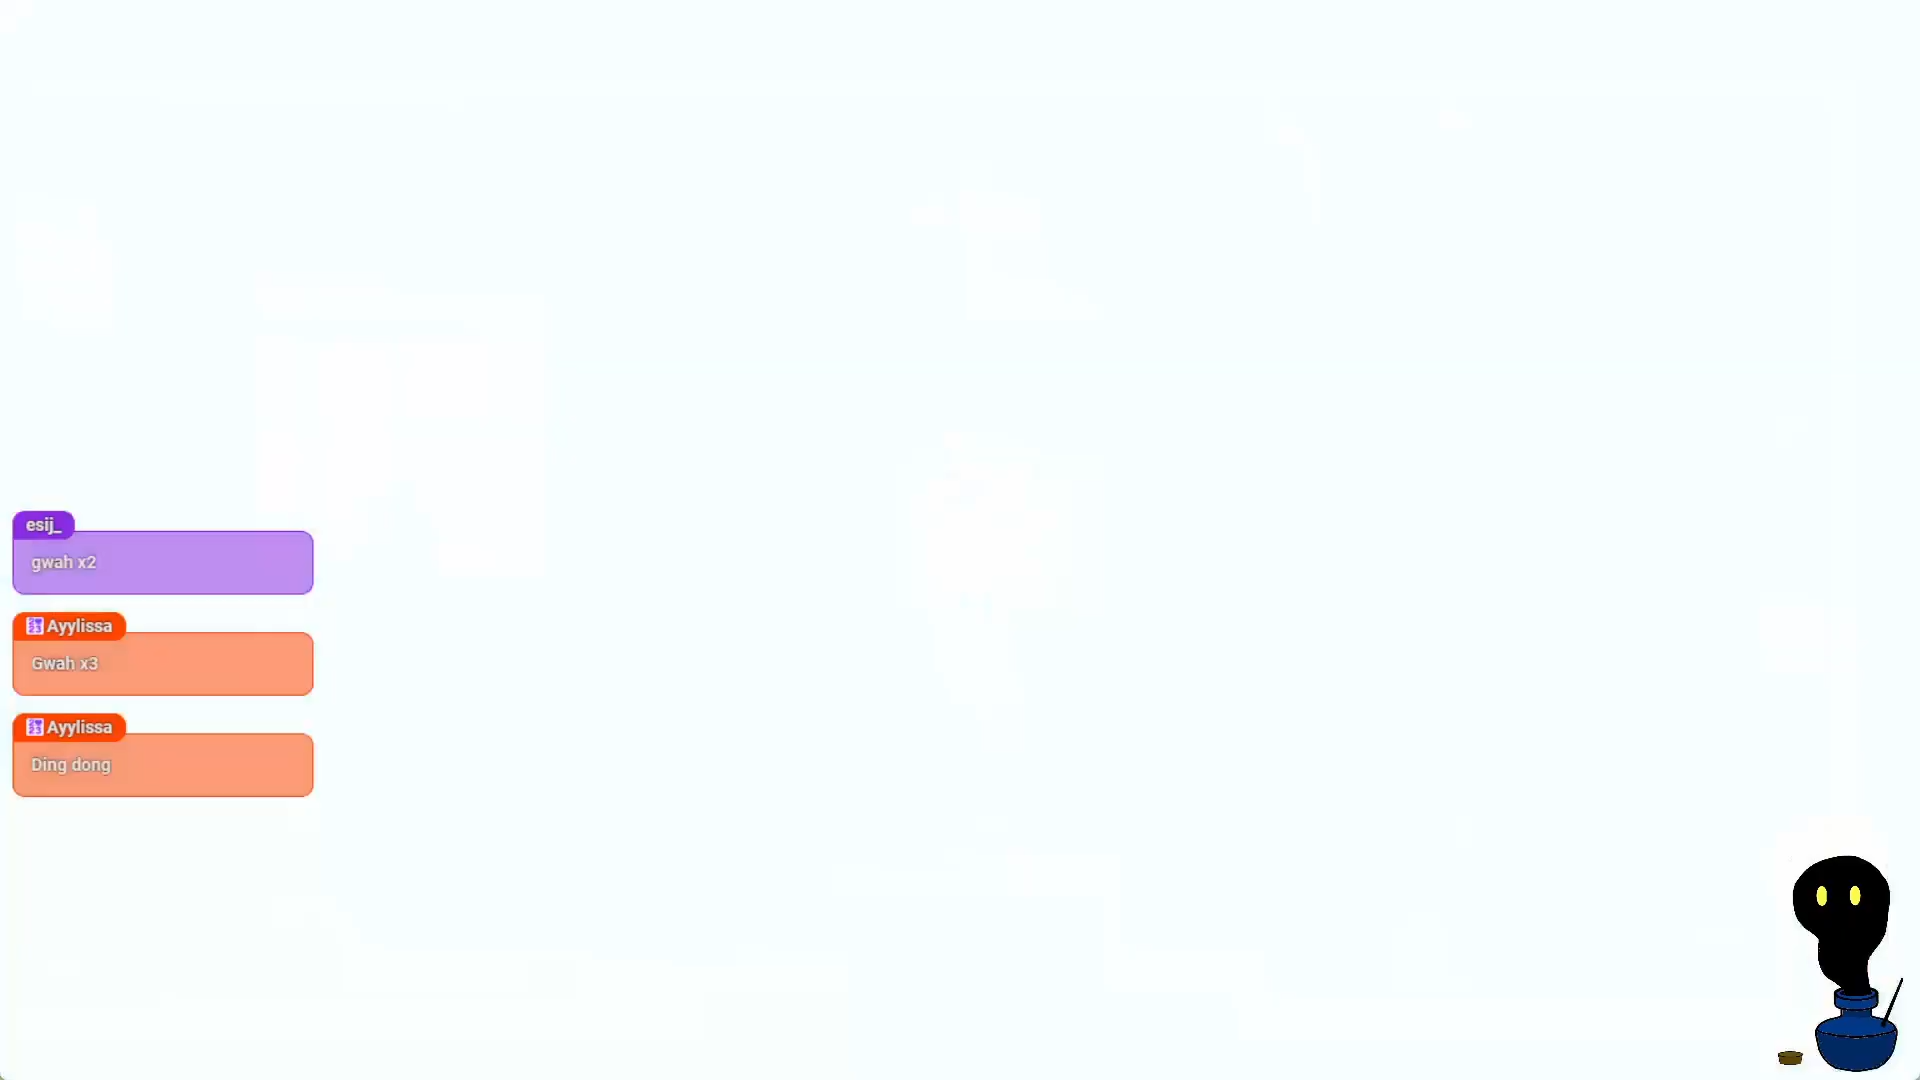 esij_
gwah x2
Ayylissa
Gwah x3
Ayylissa
Ding dong